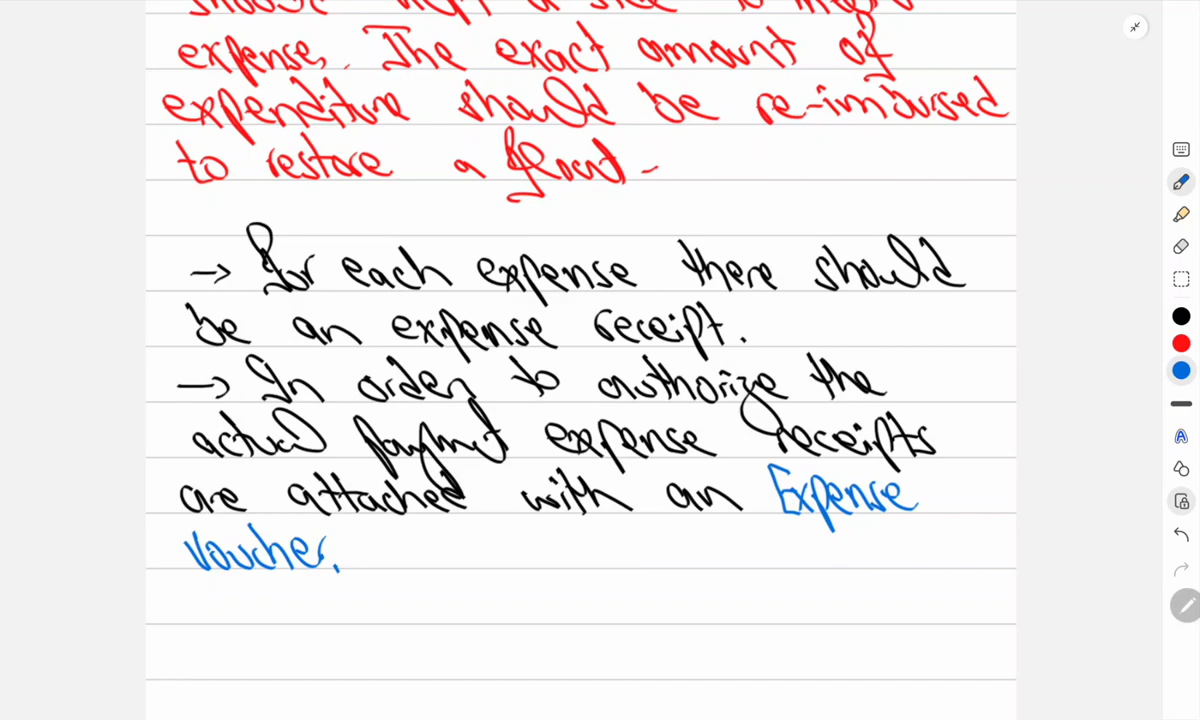 expense. The exact amount of
expenditure should be re-imbursed
to restore a float.
→ For each expense there should
be an expense receipt.
→ In order to authorize the
actual payment expense receipts
are attached with an Expense
Voucher.